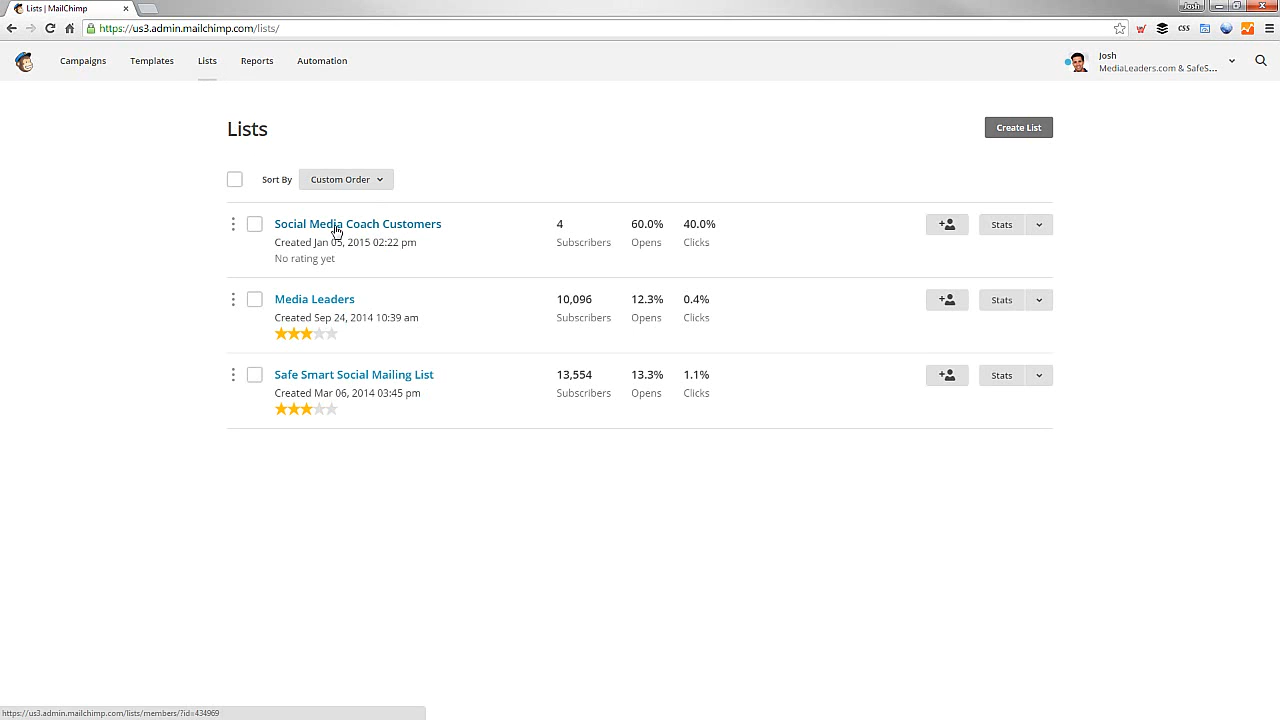 Lists | MailChimp
Josh
https://us3.admin.mailchimp.com/lists/
css
Campaigns Templates Lists Reports Automation
Josh
MediaLeaders.com & SafeS...
Lists
Create List
Sort By Custom Order
Social Media Coach Customers 4 60.0% 40.0% Stats
Created Jan 05, 2015 02:22 pm Subscribers Opens Clicks
No rating yet
Media Leaders 10,096 12.3% 0.4% Stats
Created Sep 24, 2014 10:39 am Subscribers Opens Clicks
Safe Smart Social Mailing List 13,554 13.3% 1.1% Stats
Created Mar 06, 2014 03:45 pm Subscribers Opens Clicks
https://us3.admin.mailchimp.com/lists/members/?id=434969